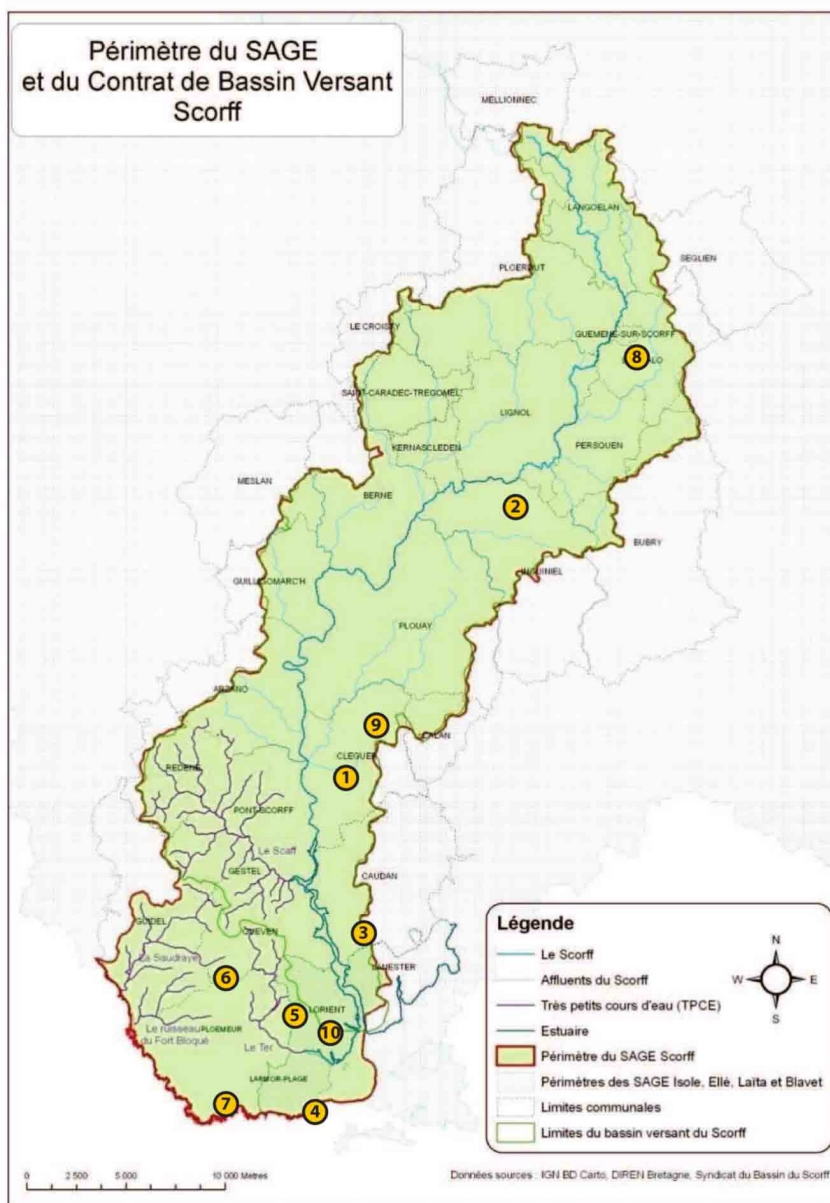 Périmètre du SAGE
et du Contrat de Bassin Versant
Scorff
MELLIONNEC
LANGOELAN
SEGLIEN
PLOERDUT
LE CROISTY
GUEMENE-SUR-SCORFF
8
SAINT-CARADEC-TREGOMEL
LIGNOL
KERNASCLEDEN
PERSQUEN
MESLAN
BERNE
2
BUBRY
INGUINIEL
GUILLIGOMARC'H
PLOUAY
ARZANO
9
CALAN
CLEGUER
1
REDENE
PONT-SCORFF
Le Scaff
GESTEL
CAUDAN
GUIDEL
QUEVEN
3
La Saudraye
LANESTER
6
5
LORIENT
10
Le ruisseau
du Fort Bloqué
PLOEMEUR
Le Ter
LARMOR-PLAGE
7
4
Légende
Le Scorff
Affluents du Scorff
Très petits cours d'eau (TPCE)
Estuaire
Périmètre du SAGE Scorff
Périmètres des SAGE Isole, Ellé, Laïta et Blavet
Limites communales
Limites du bassin versant du Scorff
N
W
E
S
0
2 500
5 000
10 000 Mètres
Données sources : IGN BD Carto, DIREN Bretagne, Syndicat du Bassin du Scorff